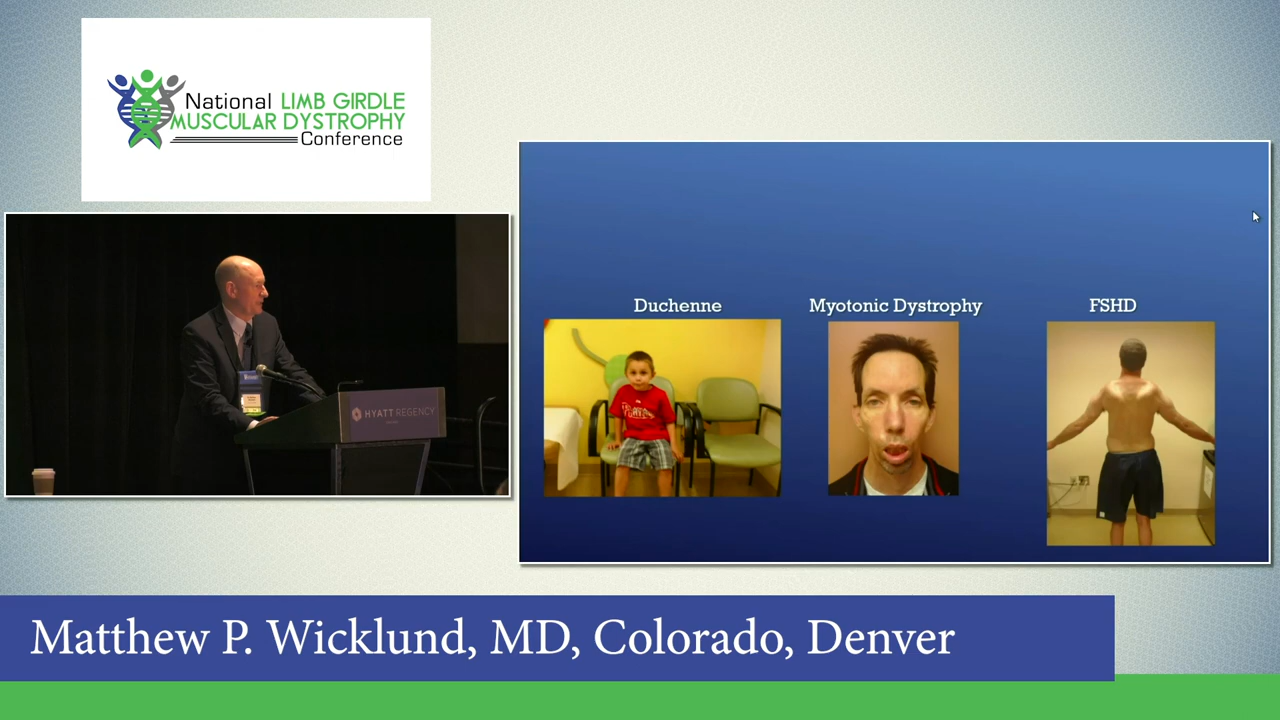 National LIMB GIRDLE
MUSCULAR DYSTROPHY
Conference
HYATT REGENCY
Duchenne
Myotonic Dystrophy
FSHD
Matthew P. Wicklund, MD, Colorado, Denver